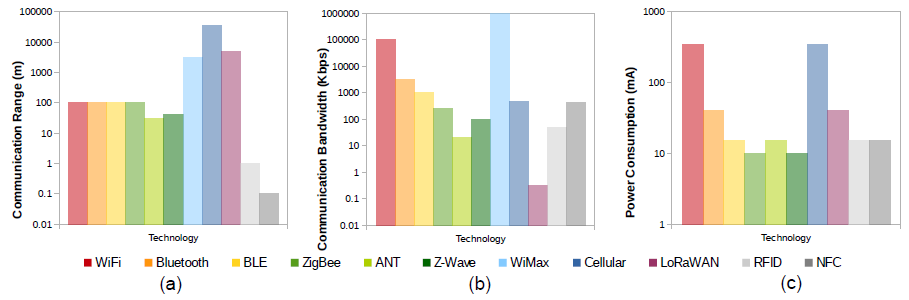 Communication Range (m)
100000
10000
1000
100
10
1
0.1
0.01
Technology
Communication Bandwidth (Kbps)
1000000
100000
10000
1000
100
10
1
0.1
0.01
Technology
Power Consumption (mA)
1000
100
10
1
Technology
WiFi Bluetooth BLE ZigBee ANT Z-Wave WiMax Cellular LoRaWAN RFID NFC
(a) (b) (c)